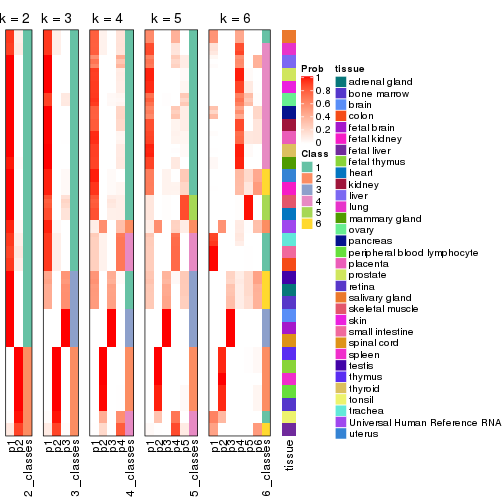 k = 2
k = 3
k = 4
k = 5
k = 6
Prob
1
0.8
0.6
0.4
0.2
0
Class
1
2
3
4
5
6
tissue
adrenal gland
bone marrow
brain
colon
fetal brain
fetal kidney
fetal liver
fetal thymus
heart
kidney
liver
lung
mammary gland
ovary
pancreas
peripheral blood lymphocyte
placenta
prostate
retina
salivary gland
skeletal muscle
skin
small intestine
spinal cord
spleen
testis
thymus
thyroid
tonsil
trachea
Universal Human Reference RNA
uterus
p1
p2
2_classes
p1
p2
p3
3_classes
p1
p2
p3
p4
4_classes
p1
p2
p3
p4
p5
5_classes
p1
p2
p3
p4
p5
p6
6_classes
tissue